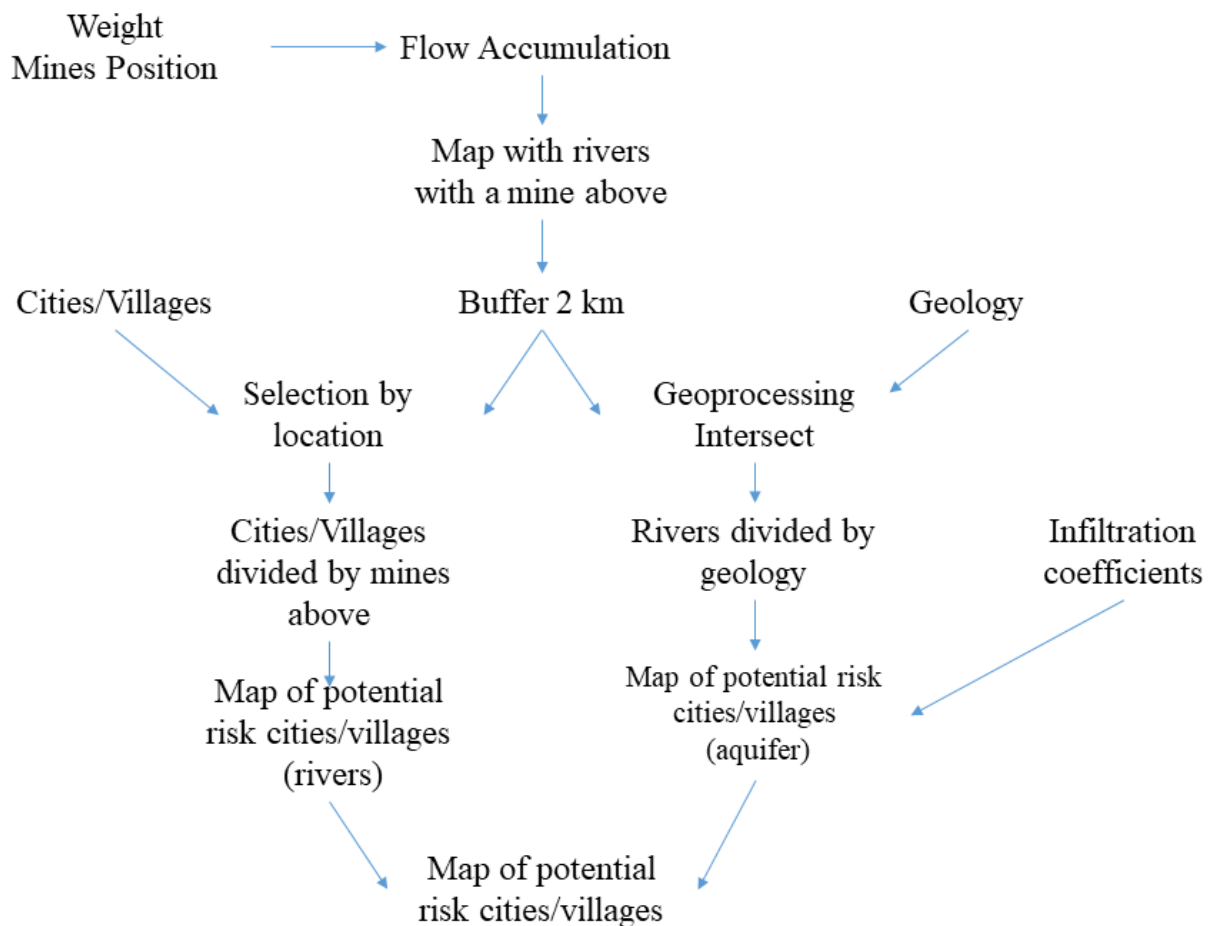 Weight
Mines Position
Flow Accumulation
Map with rivers
with a mine above
Cities/Villages
Buffer 2 km
Geology
Selection by
location
Geoprocessing
Intersect
Cities/Villages
divided by mines
above
Rivers divided by
geology
Infiltration
coefficients
Map of potential
risk cities/villages
(rivers)
Map of potential risk
cities/villages
(aquifer)
Map of potential
risk cities/villages